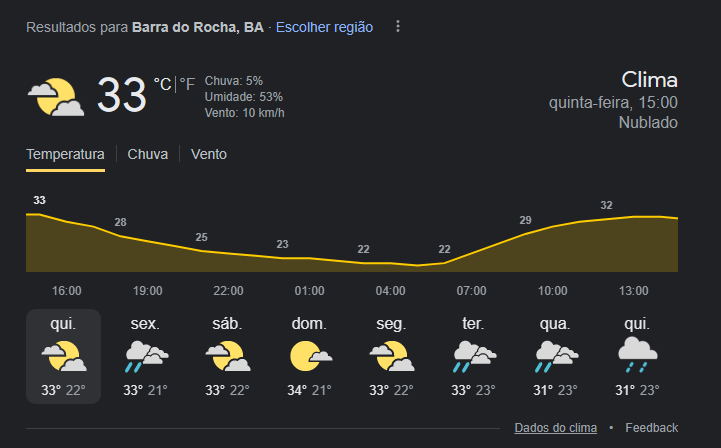 Resultados para Barra do Rocha, BA · Escolher região
33 °C | °F
Chuva: 5%
Umidade: 53%
Vento: 10 km/h
Clima
quinta-feira, 15:00
Nublado
Temperatura Chuva Vento
33 28 25 23 22 22 29 32
16:00 19:00 22:00 01:00 04:00 07:00 10:00 13:00
qui. sex. sáb. dom. seg. ter. qua. qui.
33° 22° 33° 21° 33° 22° 34° 21° 33° 22° 33° 23° 31° 23° 31° 23°
Dados do clima • Feedback